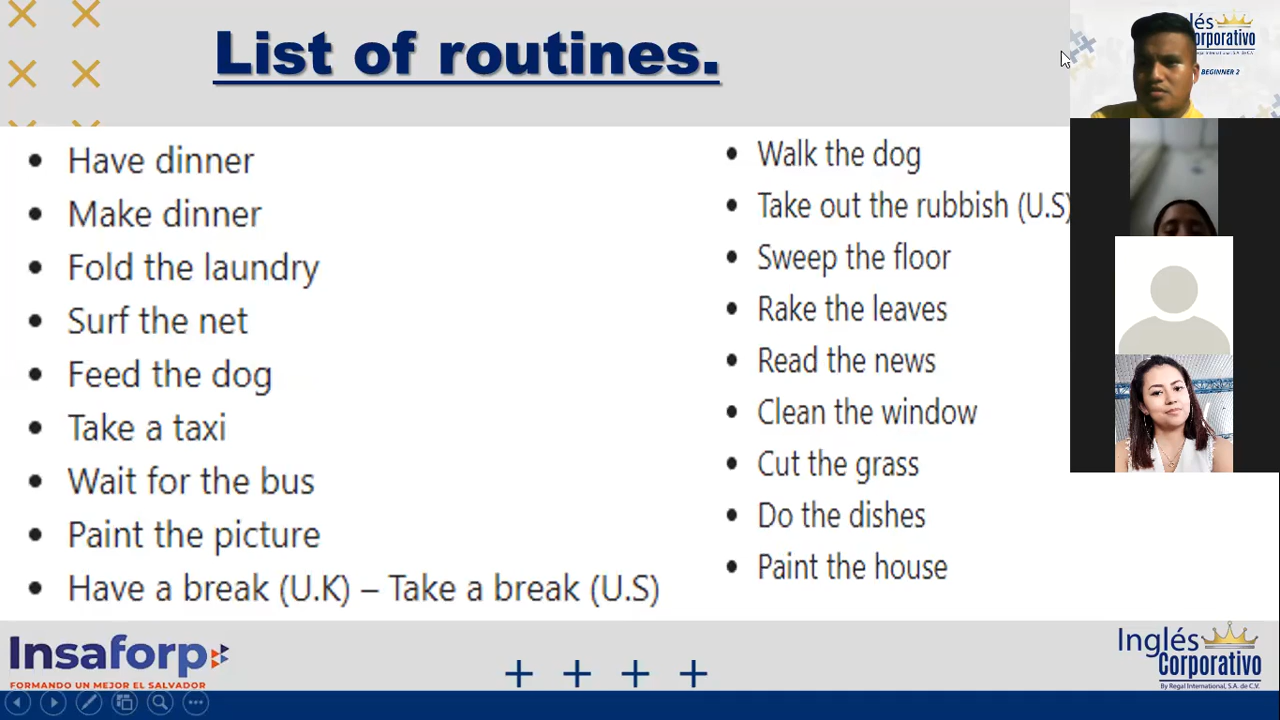 List of routines.
• Have dinner
• Make dinner
• Fold the laundry
• Surf the net
• Feed the dog
• Take a taxi
• Wait for the bus
• Paint the picture
• Have a break (U.K) – Take a break (U.S)
• Walk the dog
• Take out the rubbish (U.S)
• Sweep the floor
• Rake the leaves
• Read the news
• Clean the window
• Cut the grass
• Do the dishes
• Paint the house
BEGINNER 2
Insaforp
FORMANDO UN MEJOR EL SALVADOR
Inglés
Corporativo
By Regal International, S.A. de C.V.